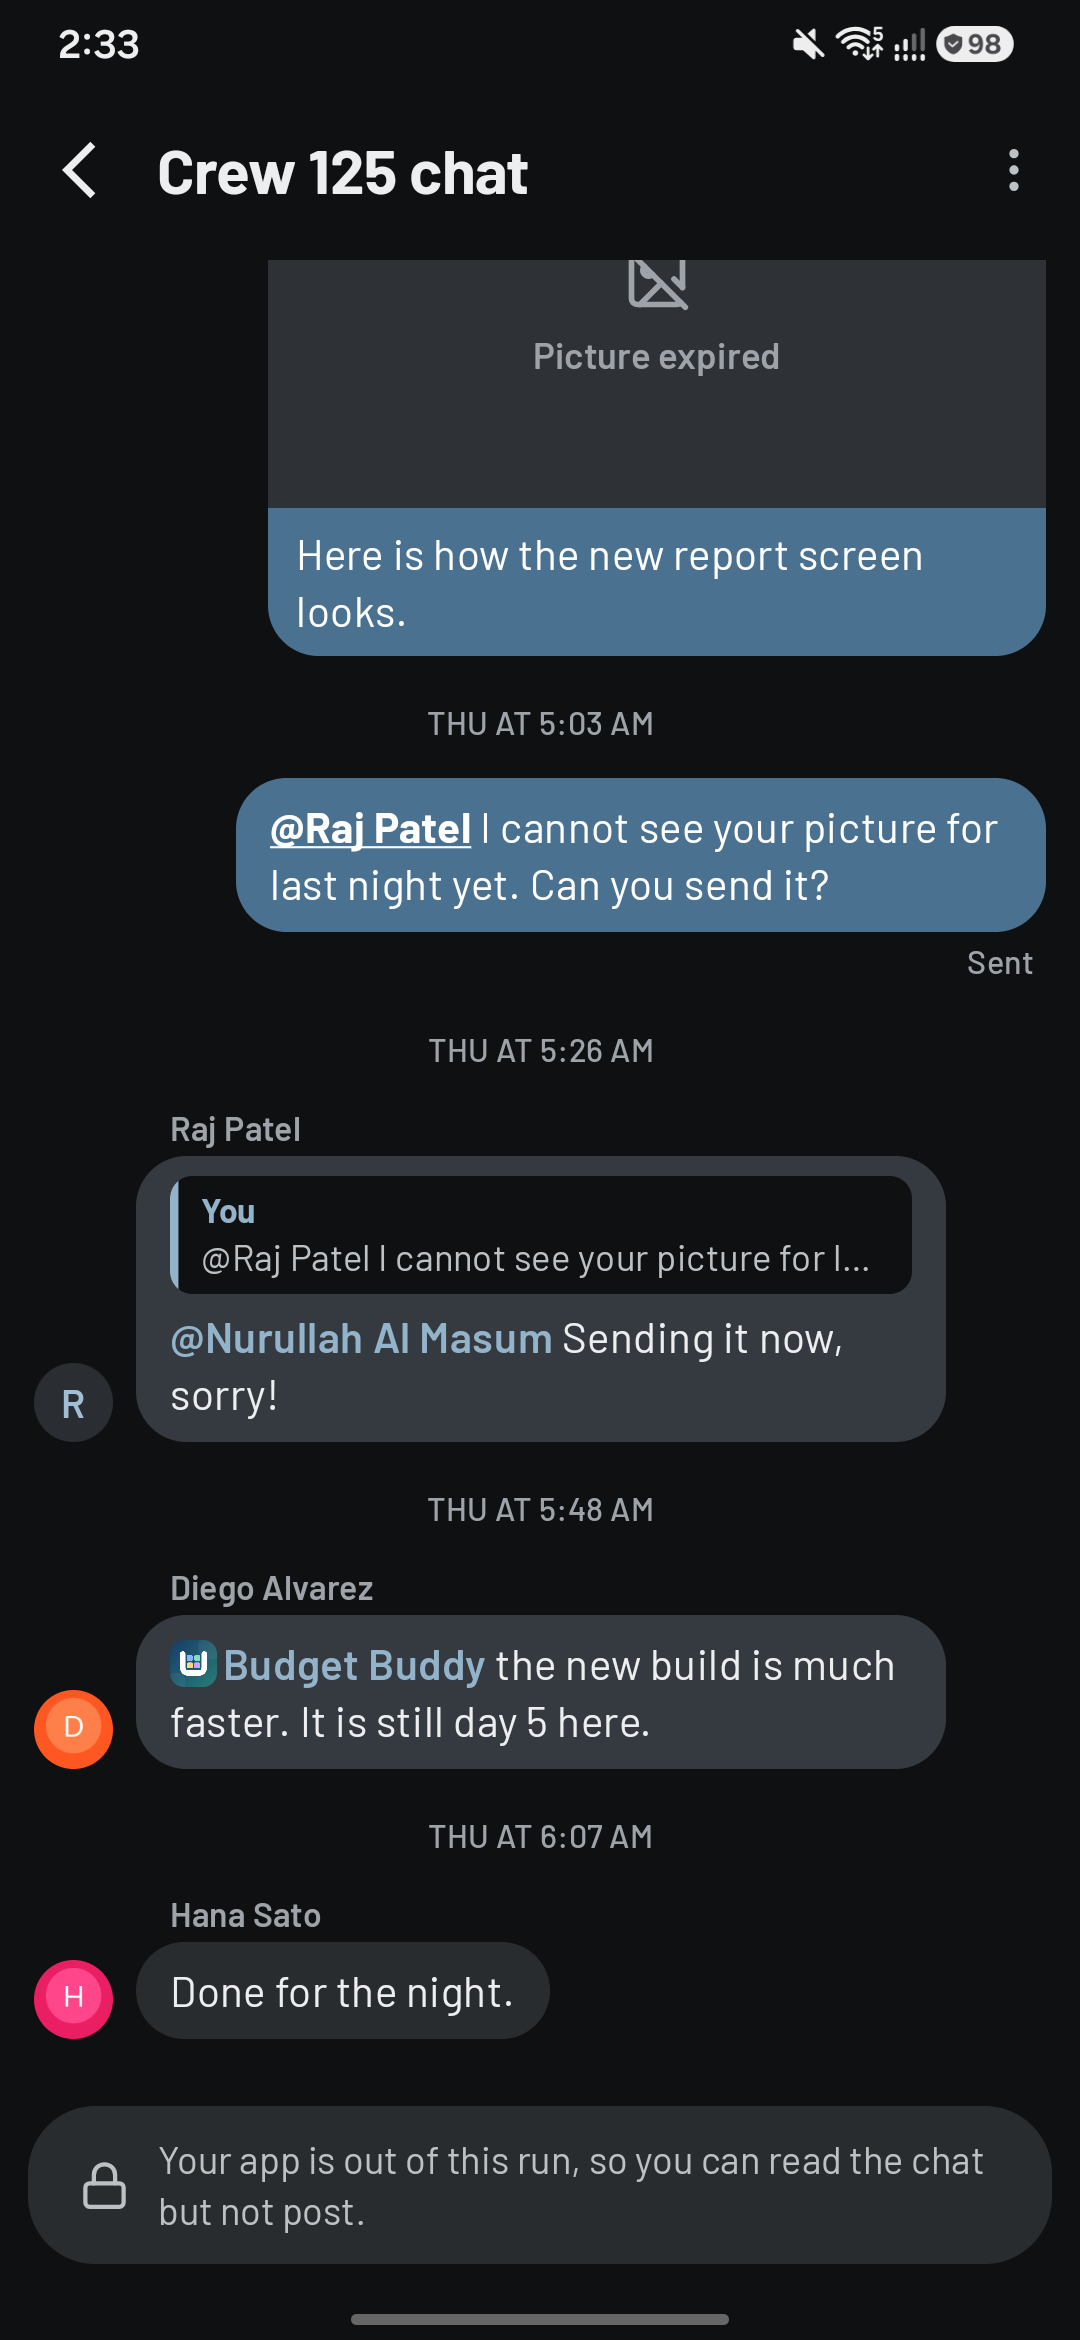 2:33
5
98
Crew 125 chat
Picture expired
Here is how the new report screen
looks.
THU AT 5:03 AM
@Raj Patel I cannot see your picture for
last night yet. Can you send it?
Sent
THU AT 5:26 AM
Raj Patel
You
@Raj Patel I cannot see your picture for l...
@Nurullah Al Masum Sending it now,
sorry!
R
THU AT 5:48 AM
Diego Alvarez
Budget Buddy the new build is much
faster. It is still day 5 here.
D
THU AT 6:07 AM
Hana Sato
Done for the night.
H
Your app is out of this run, so you can read the chat
but not post.